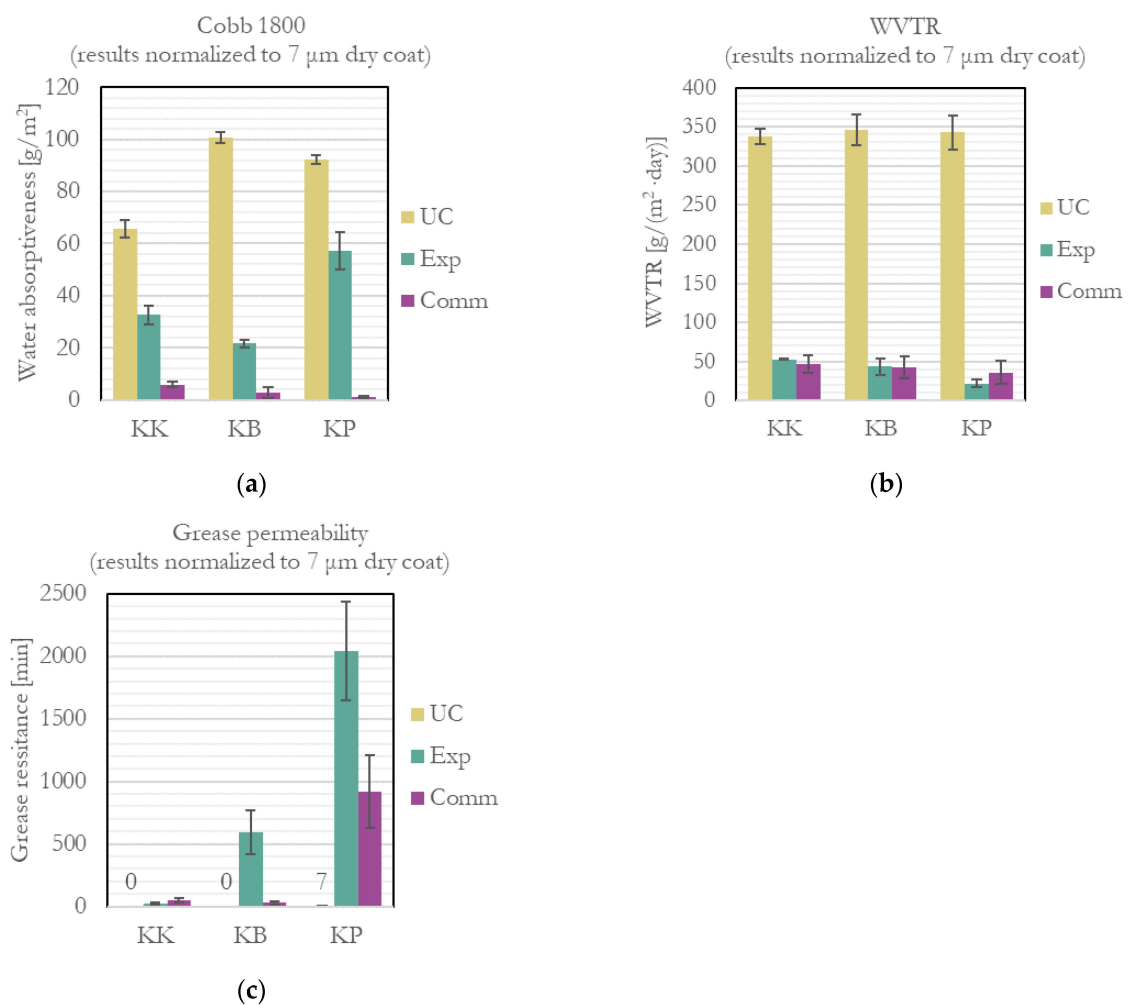 Cobb 1800
(results normalized to 7 µm dry coat)
Water absorptiveness [g/m²]
120
100
80
60
40
20
0
KK KB KP
UC
Exp
Comm
(a)
WVTR
(results normalized to 7 µm dry coat)
WVTR [g/(m² ·day)]
400
350
300
250
200
150
100
50
0
KK KB KP
UC
Exp
Comm
(b)
Grease permeability
(results normalized to 7 µm dry coat)
Grease ressitance [min]
2500
2000
1500
1000
500
0
0 0 7
KK KB KP
UC
Exp
Comm
(c)